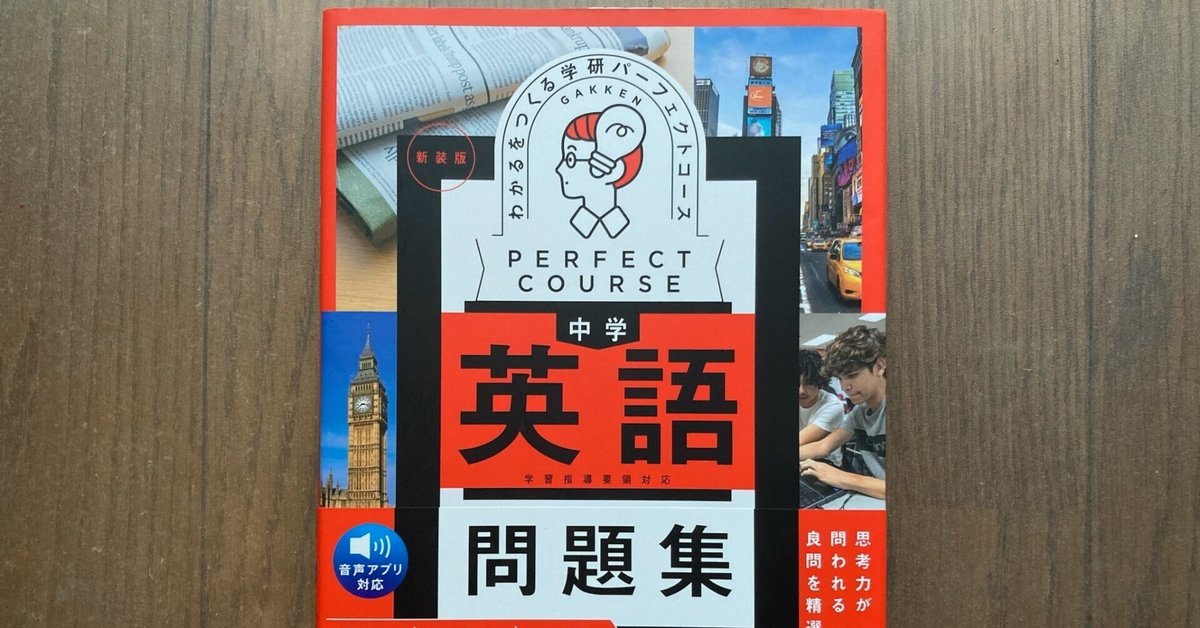 わかるをつくる学研パーフェクトコース
GAKKEN
新装版
PERFECT
COURSE
中学
英語
学習指導要領対応
問題集
音声アプリ
対応
思考力が
問われる
良問を精選